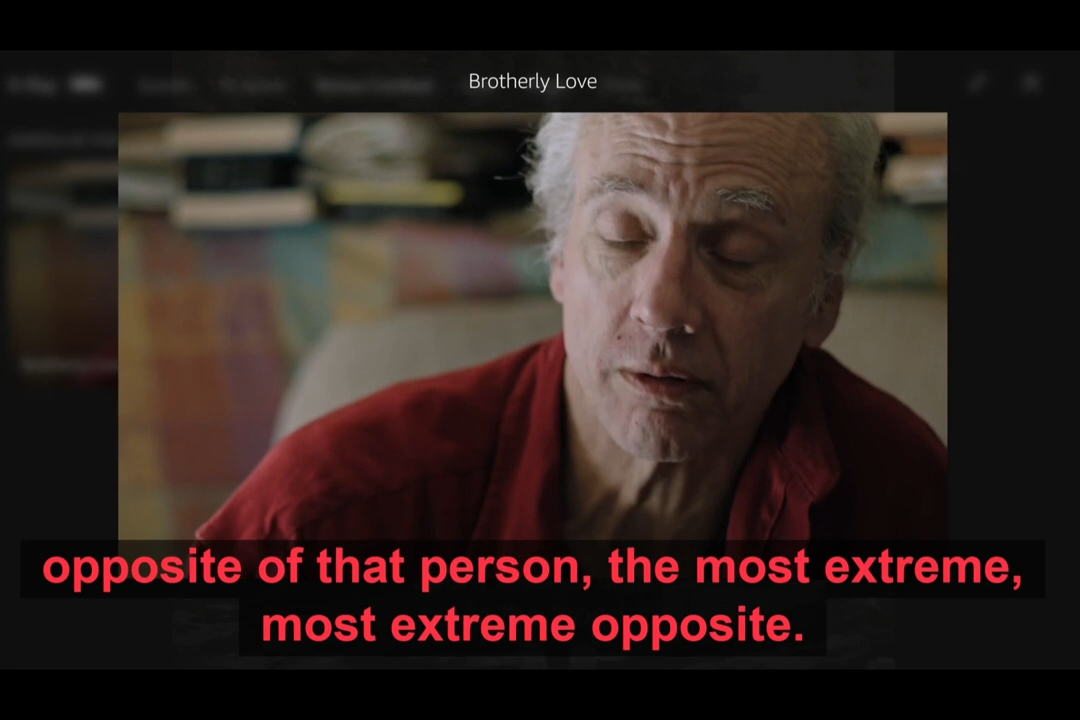 Brotherly Love
opposite of that person, the most extreme,
most extreme opposite.